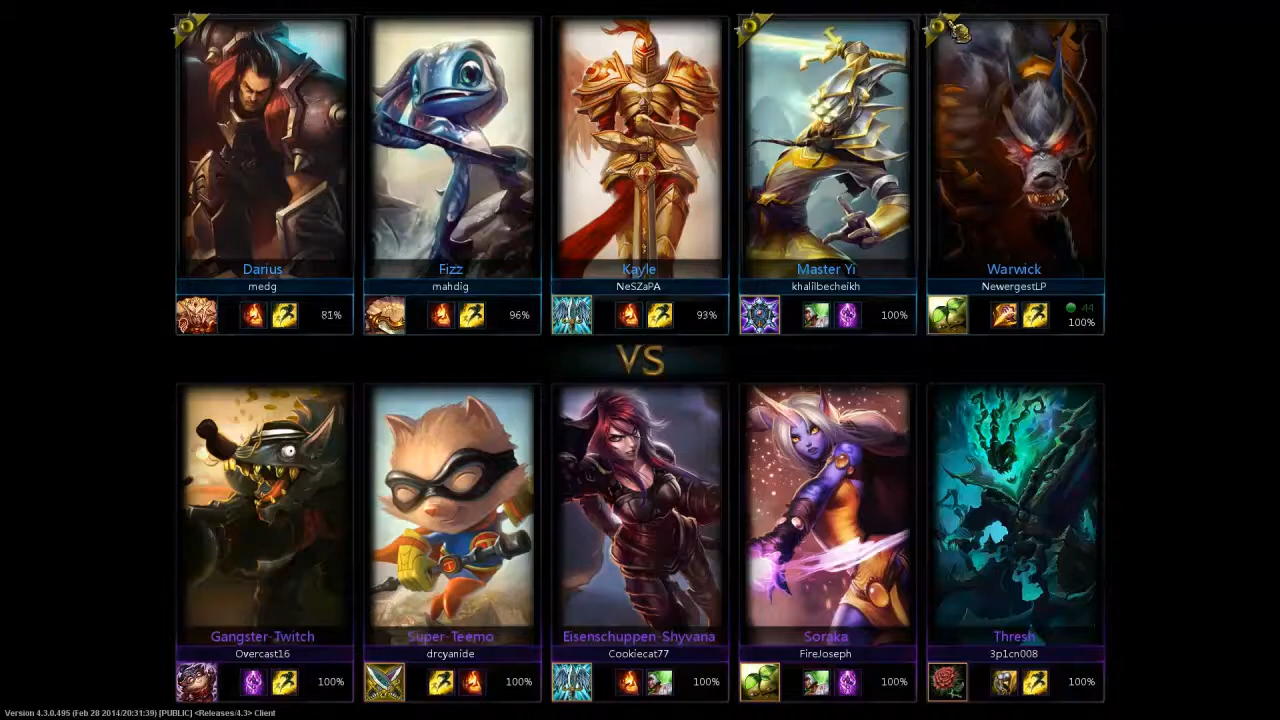 Darius
Fizz
Kayle
Master Yi
Warwick
medg
mahdig
NeSZaPA
khalilbecheikh
NewergestLP
81%
96%
93%
100%
44
100%
VS
Gangster-Twitch
Super-Teemo
Eisenschuppen-Shyvana
Soraka
Thresh
Overcast16
drcyanide
Cookiecat77
FireJoseph
3p1cn008
100%
100%
100%
100%
100%
Version 4.3.0.495 (Feb 28 2014/20:31:39) [PUBLIC] <Releases/4.3> Client